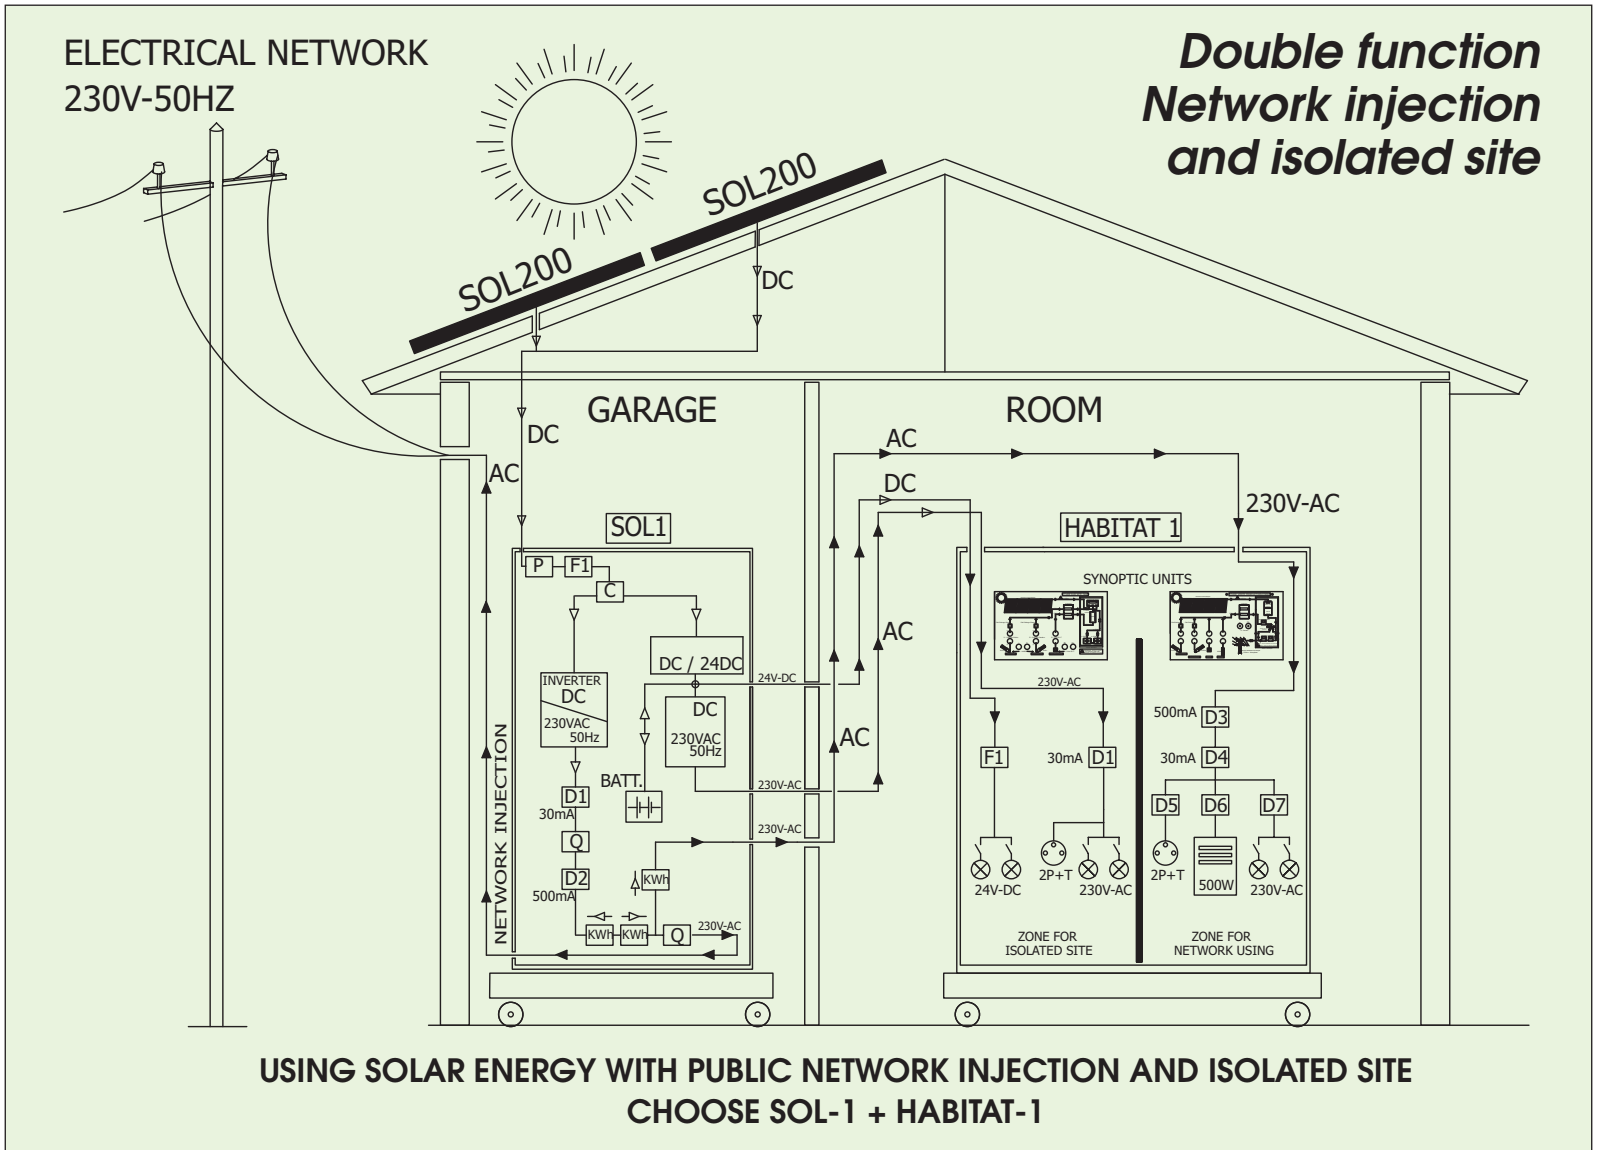 ELECTRICAL NETWORK
230V-50HZ
Double function
Network injection
and isolated site
SOL200
SOL200
DC
GARAGE
ROOM
DC
AC
AC
DC
230V-AC
SOL1
HABITAT 1
P
F1
C
SYNOPTIC UNITS
DC / 24DC
INVERTER
DC
230VAC
50Hz
DC
230VAC
50Hz
24V-DC
AC
AC
230V-AC
BATT.
230V-AC
230V-AC
NETWORK INJECTION
D1
30mA
Q
D2
500mA
KWh
KWh
KWh
Q
230V-AC
F1
30mA
D1
500mA
D3
30mA
D4
D5
D6
D7
24V-DC
2P+T
230V-AC
2P+T
500W
230V-AC
ZONE FOR
ISOLATED SITE
ZONE FOR
NETWORK USING
USING SOLAR ENERGY WITH PUBLIC NETWORK INJECTION AND ISOLATED SITE
CHOOSE SOL-1 + HABITAT-1